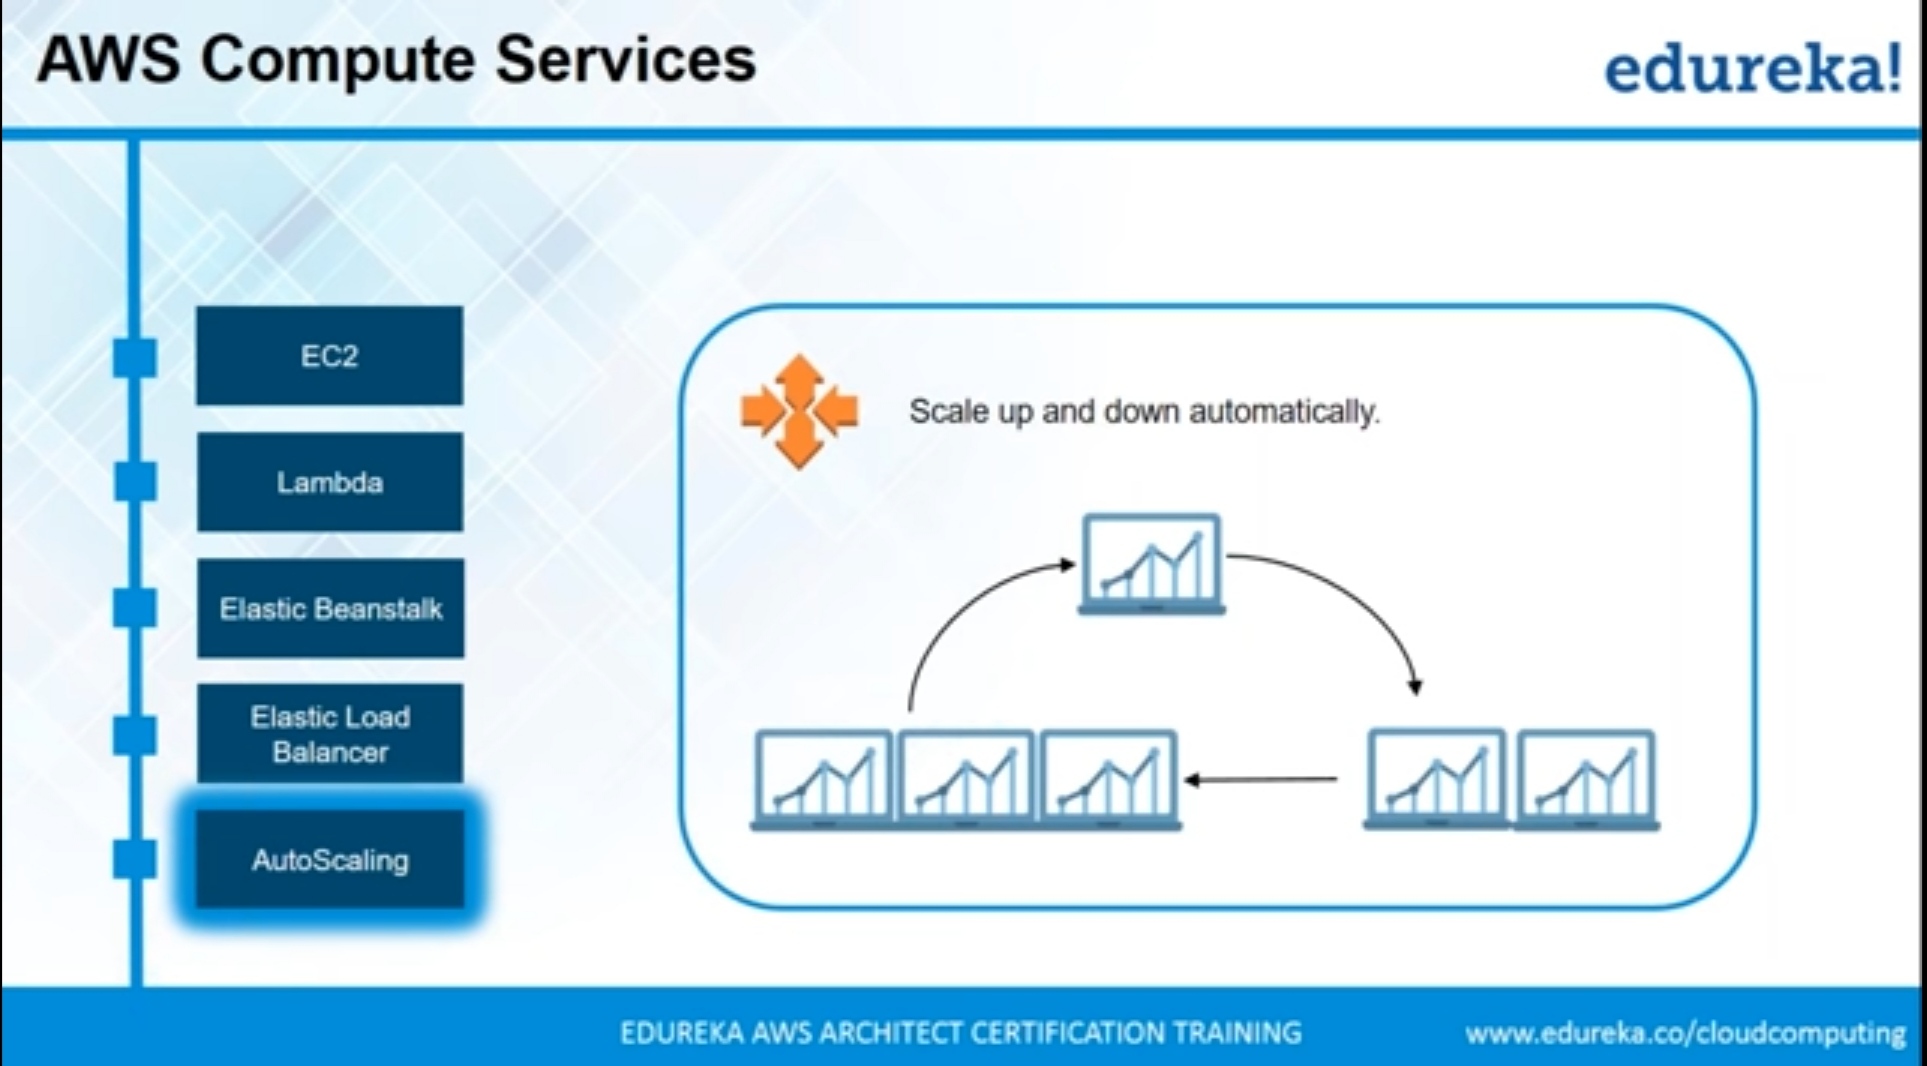 AWS Compute Services
edureka!
EC2
Lambda
Elastic Beanstalk
Elastic Load
Balancer
AutoScaling
Scale up and down automatically.
EDUREKA AWS ARCHITECT CERTIFICATION TRAINING
www.edureka.co/cloudcomputing